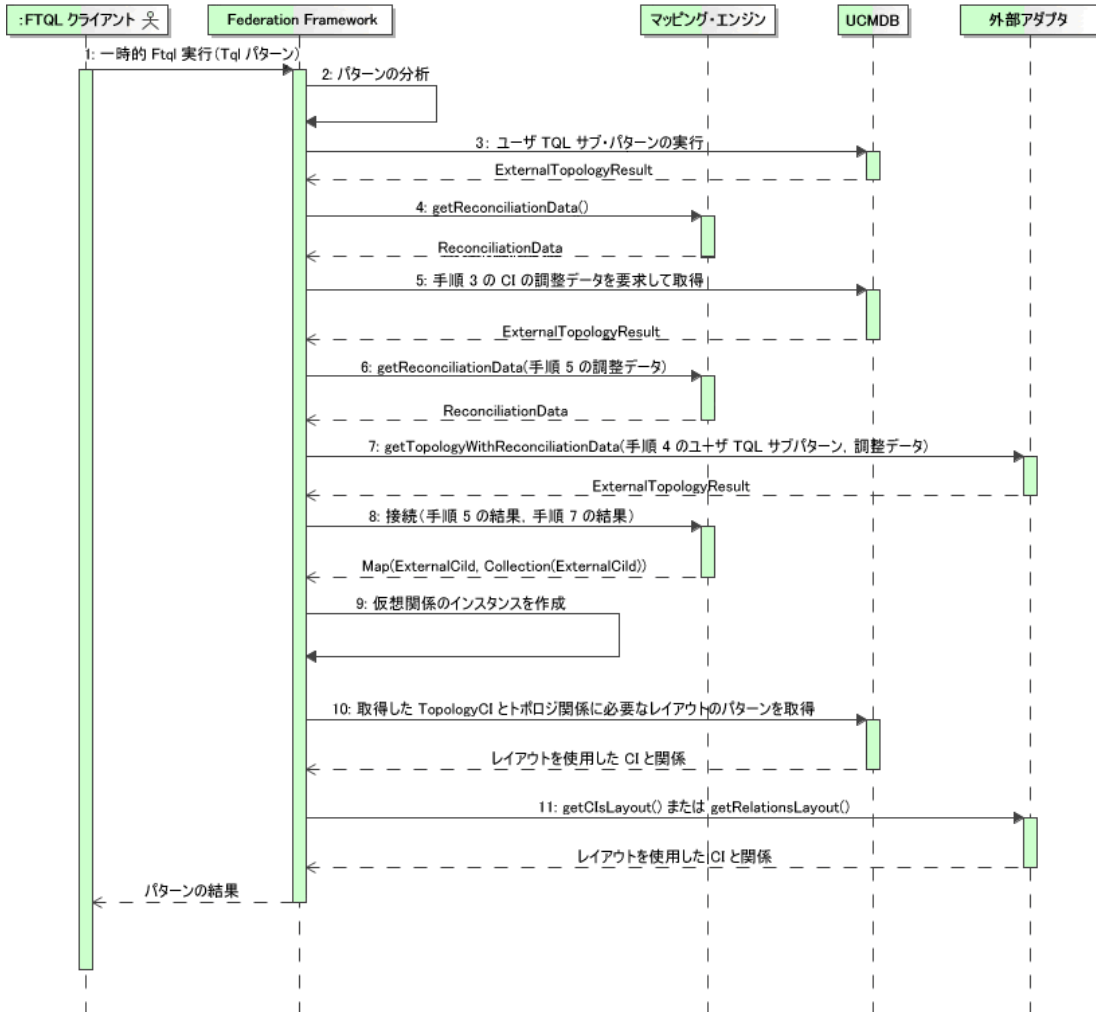 :FTQL クライアント
Federation Framework
マッピング・エンジン
UCMDB
外部アダプタ
1: 一時的 Ftql 実行(Tql パターン)
2: パターンの分析
3: ユーザ TQL サブ・パターンの実行
ExternalTopologyResult
4: getReconciliationData()
ReconciliationData
5: 手順 3 の CI の調整データを要求して取得
ExternalTopologyResult
6: getReconciliationData(手順 5 の調整データ)
ReconciliationData
7: getTopologyWithReconciliationData(手順 4 のユーザ TQL サブパターン, 調整データ)
ExternalTopologyResult
8: 接続(手順 5 の結果, 手順 7 の結果)
Map(ExternalCiId, Collection(ExternalCiId))
9: 仮想関係のインスタンスを作成
10: 取得した TopologyCI とトポロジ関係に必要なレイアウトのパターンを取得
レイアウトを使用した CI と関係
11: getCIsLayout() または getRelationsLayout()
レイアウトを使用した CI と関係
パターンの結果